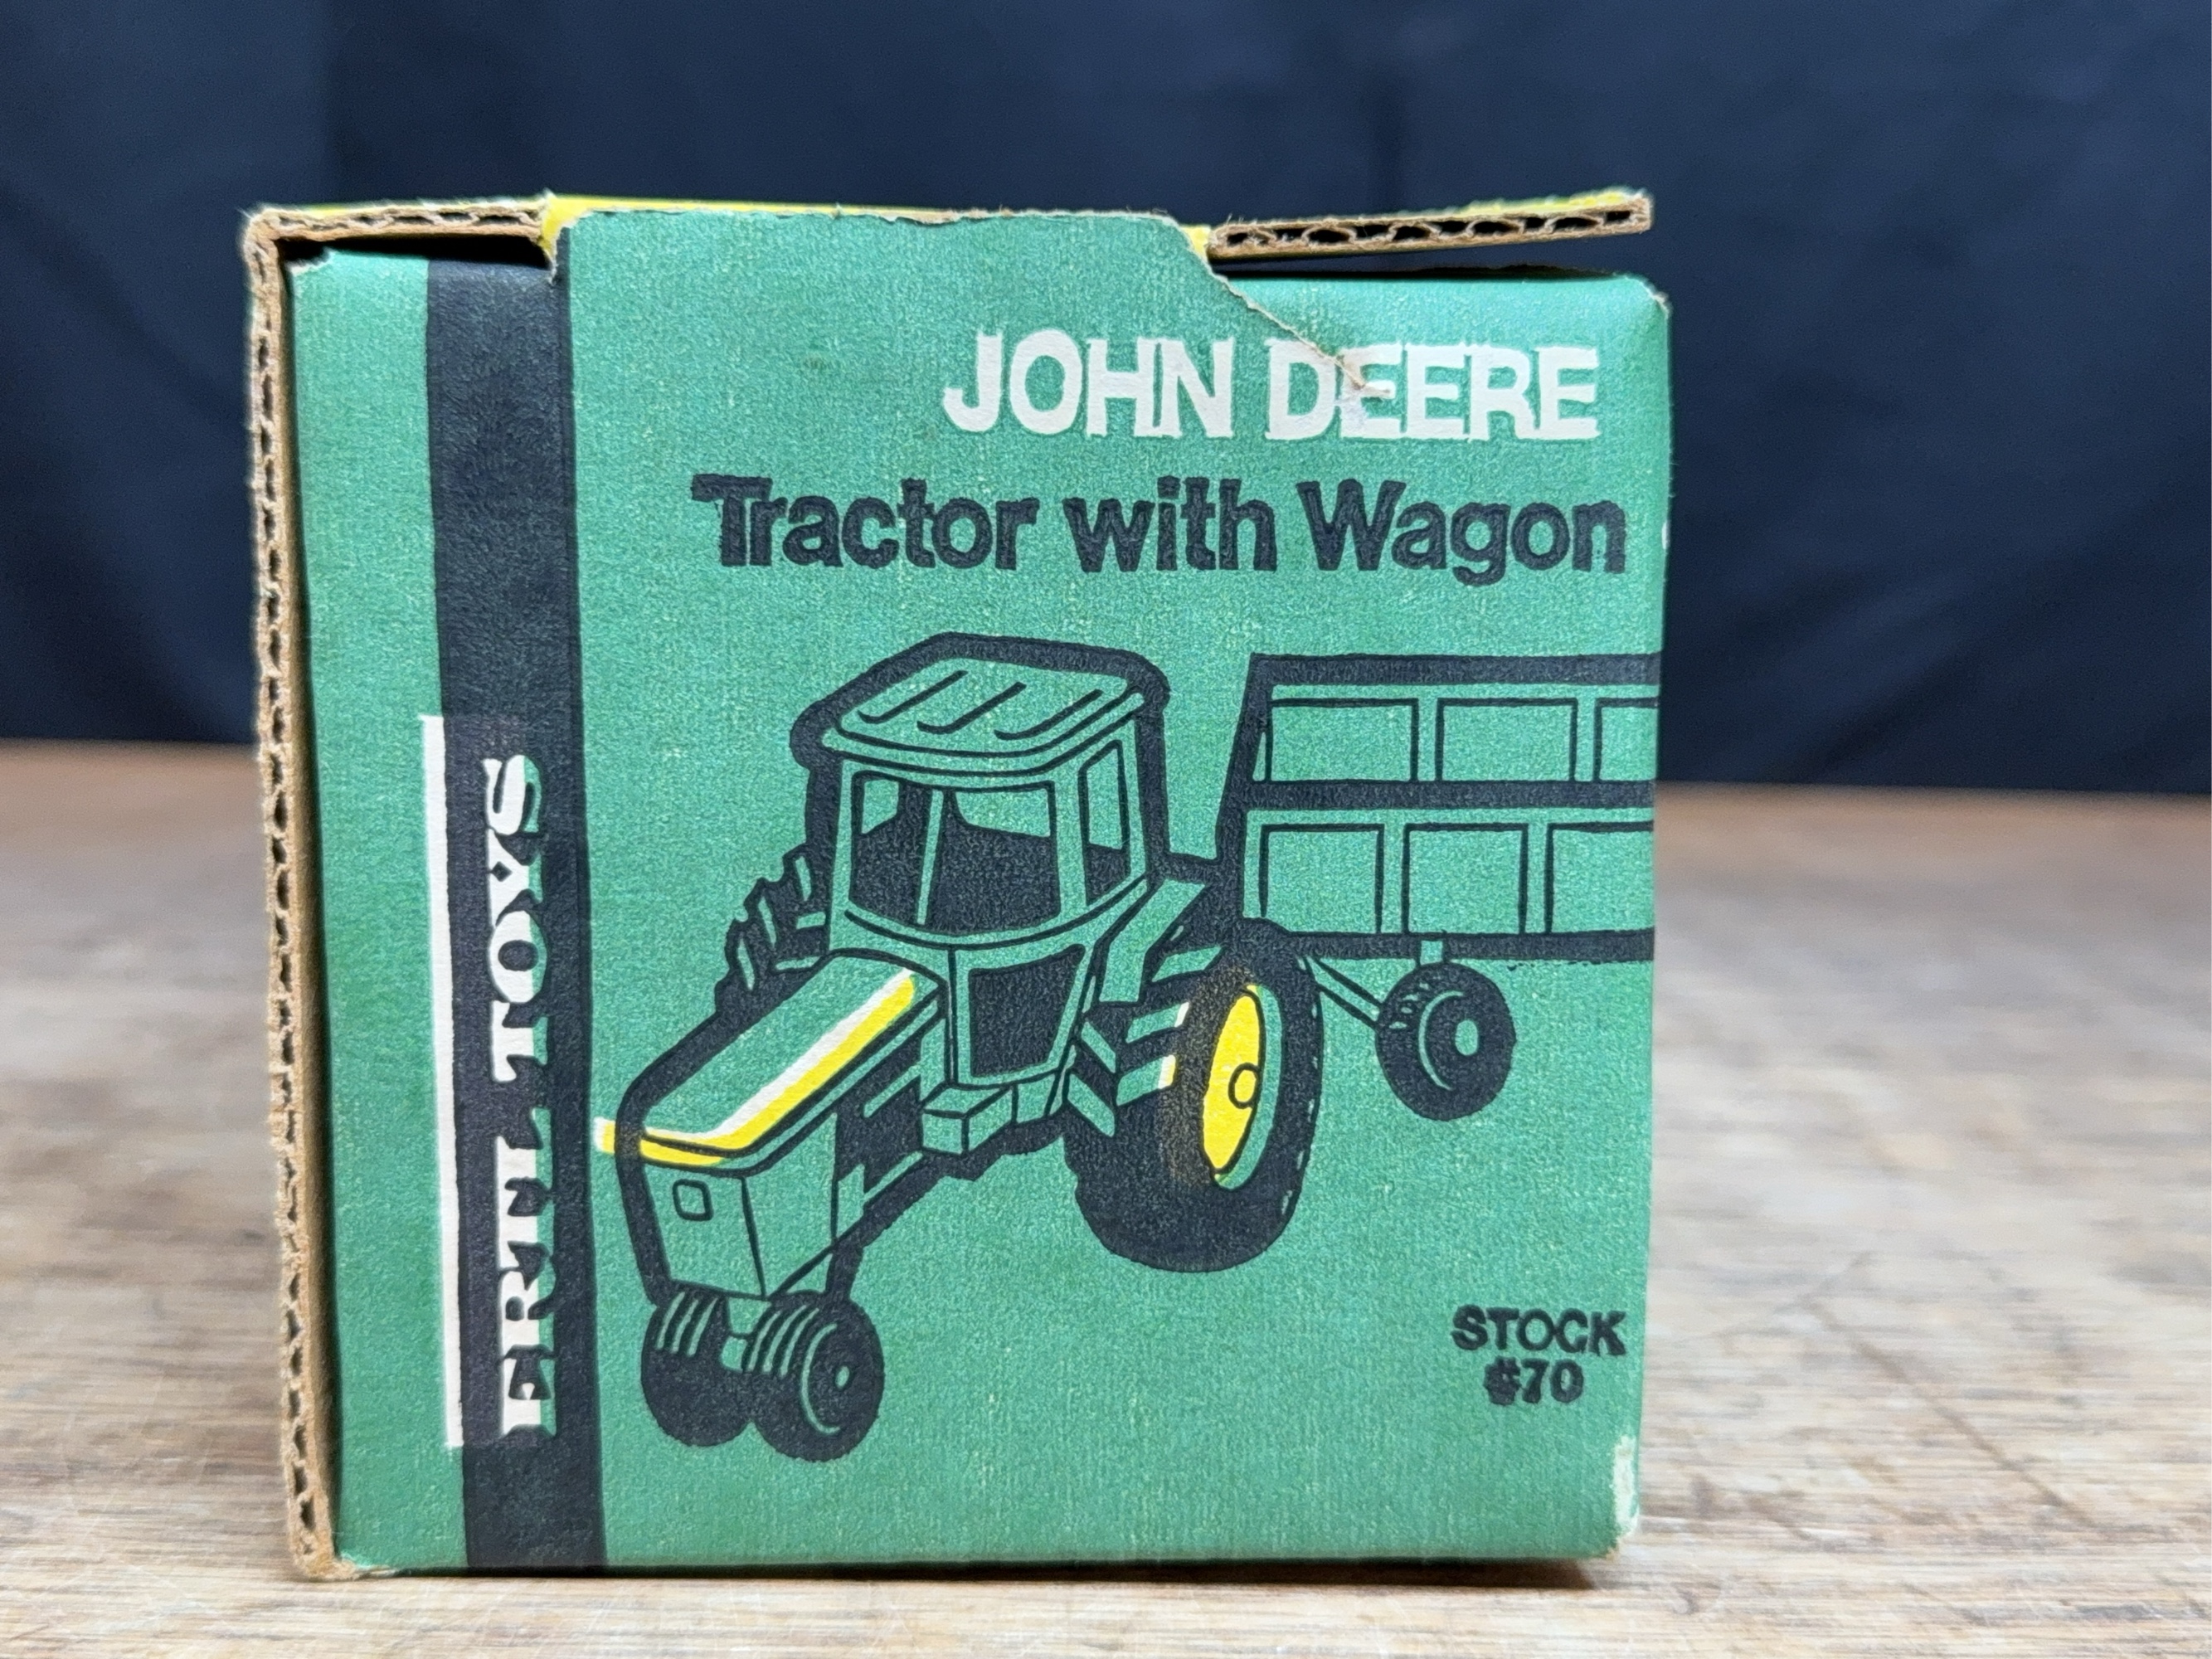 JOHN DEERE
Tractor with Wagon
ERTL TOYS
STOCK
#70